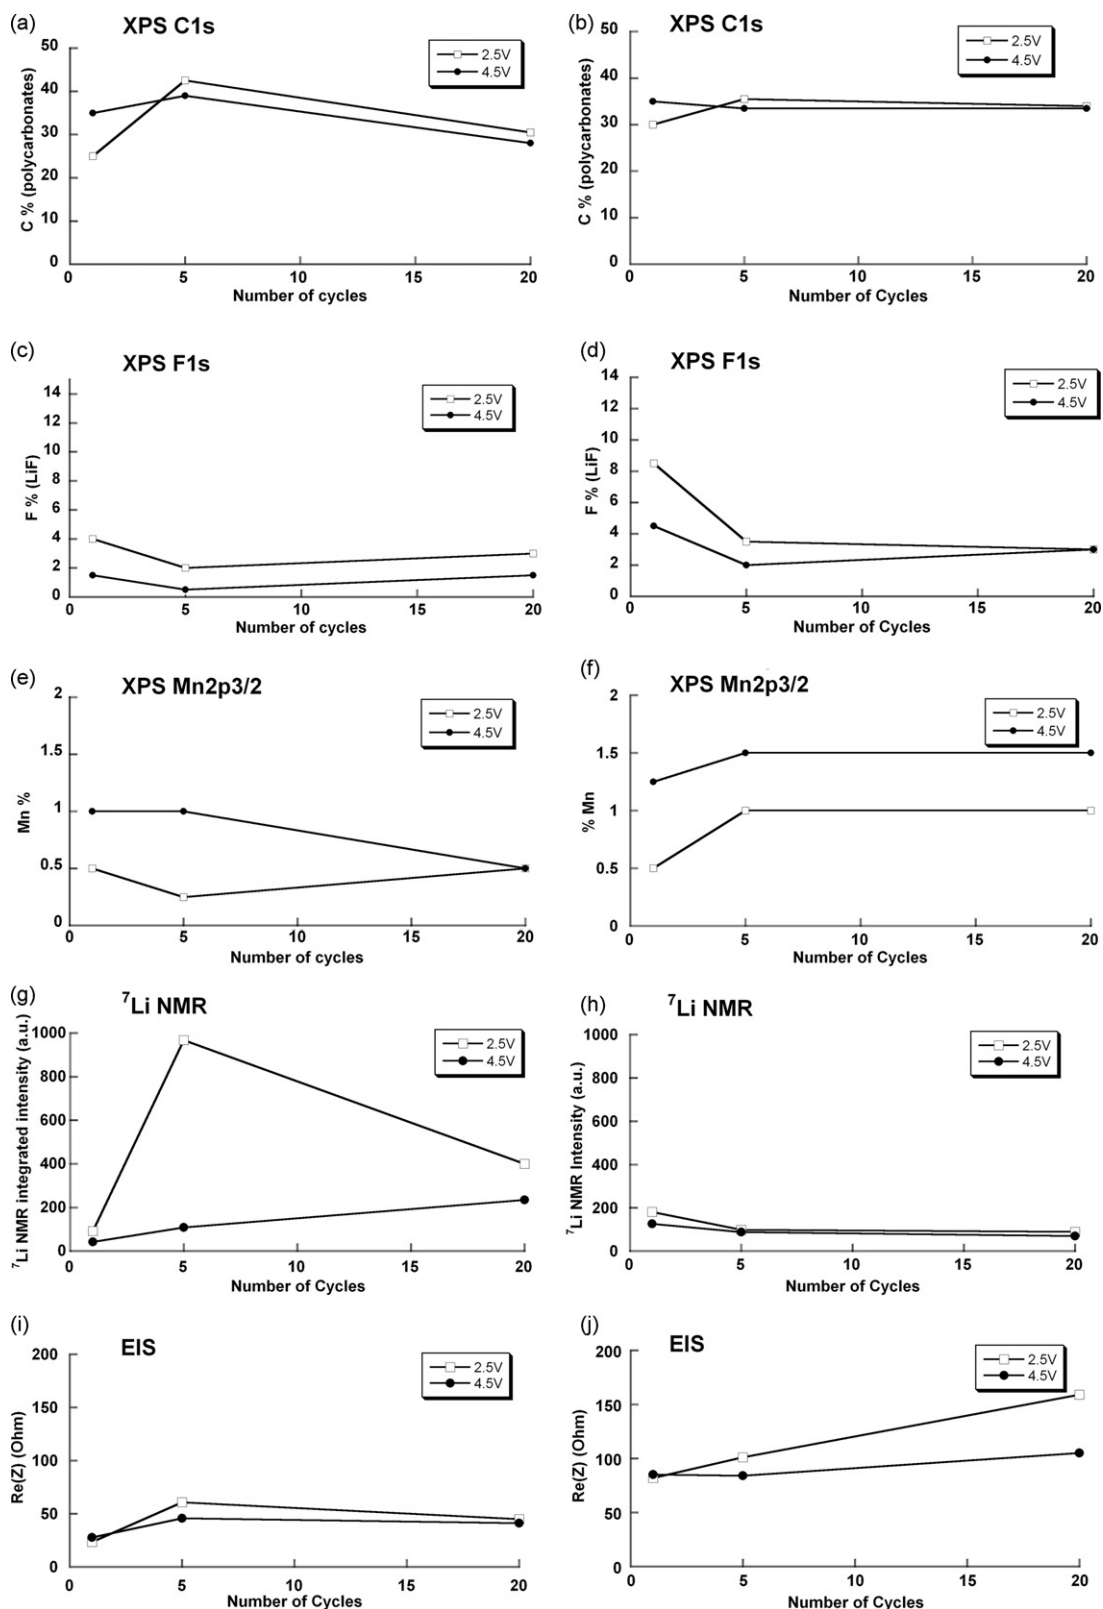 (a)
XPS C1s
C % (polycarbonates)
50
40
30
20
10
0
2.5V
4.5V
0 5 10 15 20
Number of cycles
(b)
XPS C1s
C % (polycarbonates)
50
40
30
20
10
0
2.5V
4.5V
0 5 10 15 20
Number of Cycles
(c)
XPS F1s
F % (LiF)
14
12
10
8
6
4
2
0
2.5V
4.5V
0 5 10 15 20
Number of cycles
(d)
XPS F1s
F % (LiF)
14
12
10
8
6
4
2
0
2.5V
4.5V
0 5 10 15 20
Number of Cycles
(e)
XPS Mn2p3/2
Mn %
2
1.5
1
0.5
0
2.5V
4.5V
0 5 10 15 20
Number of cycles
(f)
XPS Mn2p3/2
% Mn
2
1.5
1
0.5
0
2.5V
4.5V
0 5 10 15 20
Number of Cycles
(g)
⁷Li NMR
⁷Li NMR integrated intensity (a.u.)
1000
800
600
400
200
0
2.5V
4.5V
0 5 10 15 20
Number of Cycles
(h)
⁷Li NMR
⁷Li NMR Intensity (a.u.)
1000
800
600
400
200
0
2.5V
4.5V
0 5 10 15 20
Number of Cycles
(i)
EIS
Re(Z) (Ohm)
200
150
100
50
0
2.5V
4.5V
0 5 10 15 20
Number of Cycles
(j)
EIS
Re(Z) (Ohm)
200
150
100
50
0
2.5V
4.5V
0 5 10 15 20
Number of Cycles